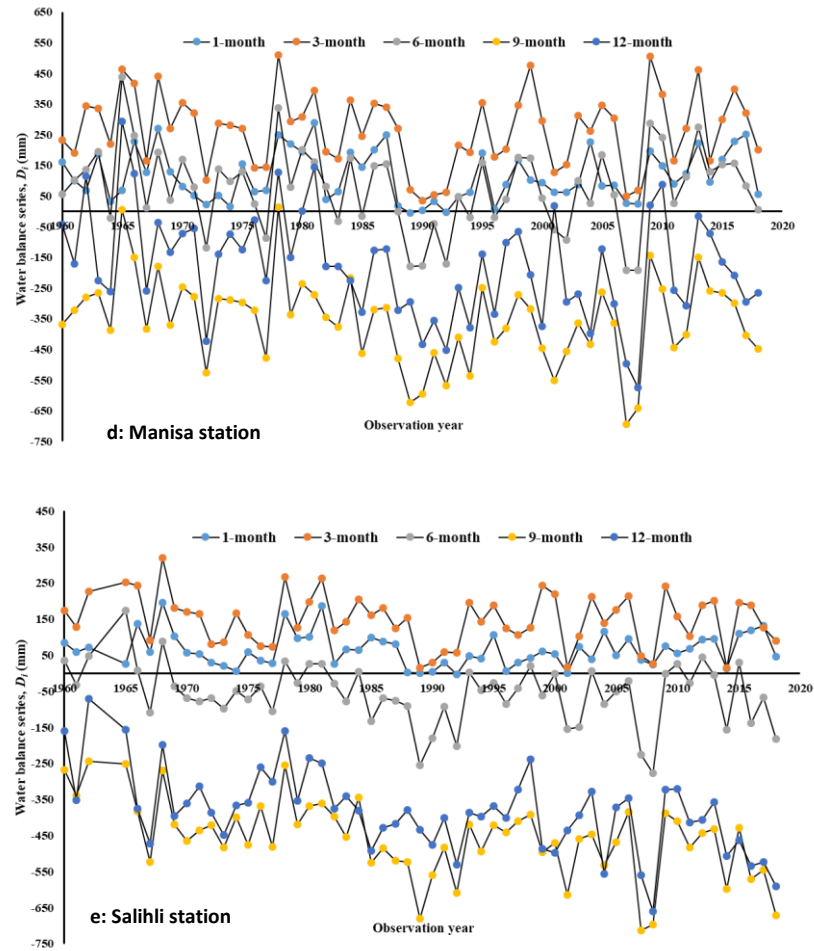 650
1-month 3-month 6-month 9-month 12-month
550
450
350
250
150
50
-50
1960 1965 1970 1975 1980 1985 1990 1995 2000 2005 2010 2015 2020
-150
-250
-350
-450
-550
-650
-750
Water balance series, Di (mm)
Observation year
d: Manisa station
450
1-month 3-month 6-month 9-month 12-month
350
250
150
50
-50
1960 1965 1970 1975 1980 1985 1990 1995 2000 2005 2010 2015 2020
-150
-250
-350
-450
-550
-650
-750
Water balance series, Di (mm)
Observation year
e: Salihli station